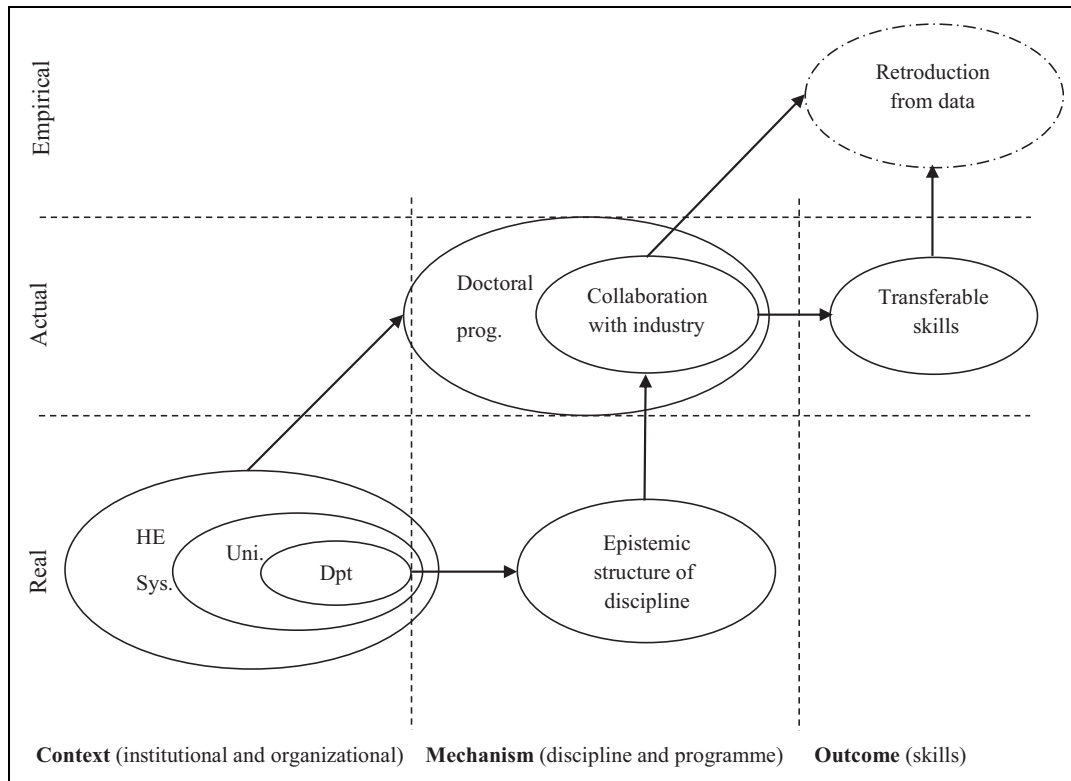 Empirical
Retroduction
from data
Actual
Doctoral
prog.
Collaboration
with industry
Transferable
skills
Real
HE
Sys.
Uni.
Dpt
Epistemic
structure of
discipline
Context (institutional and organizational) Mechanism (discipline and programme) Outcome (skills)